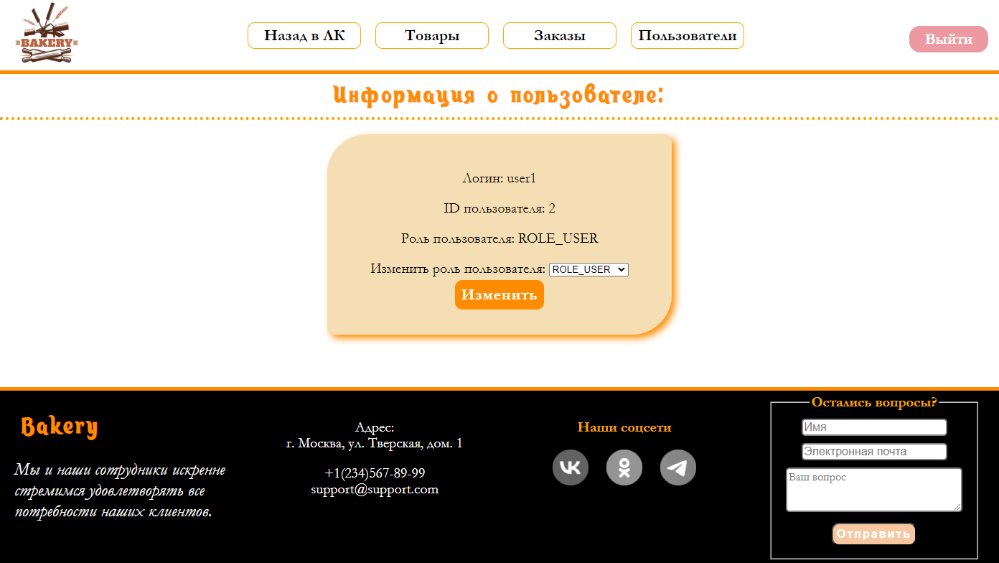 BAKERY
Назад в ЛК
Товары
Заказы
Пользователи
Выйти
Информация о пользователе:
Логин: user1
ID пользователя: 2
Роль пользователя: ROLE_USER
Изменить роль пользователя: ROLE_USER
Изменить
Bakery
Мы и наши сотрудники искренне
стремимся удовлетворять все
потребности наших клиентов.
Адрес:
г. Москва, ул. Тверская, дом. 1
+1(234)567-89-99
support@support.com
Наши соцсети
Остались вопросы?
Имя
Электронная почта
Ваш вопрос
Отправить